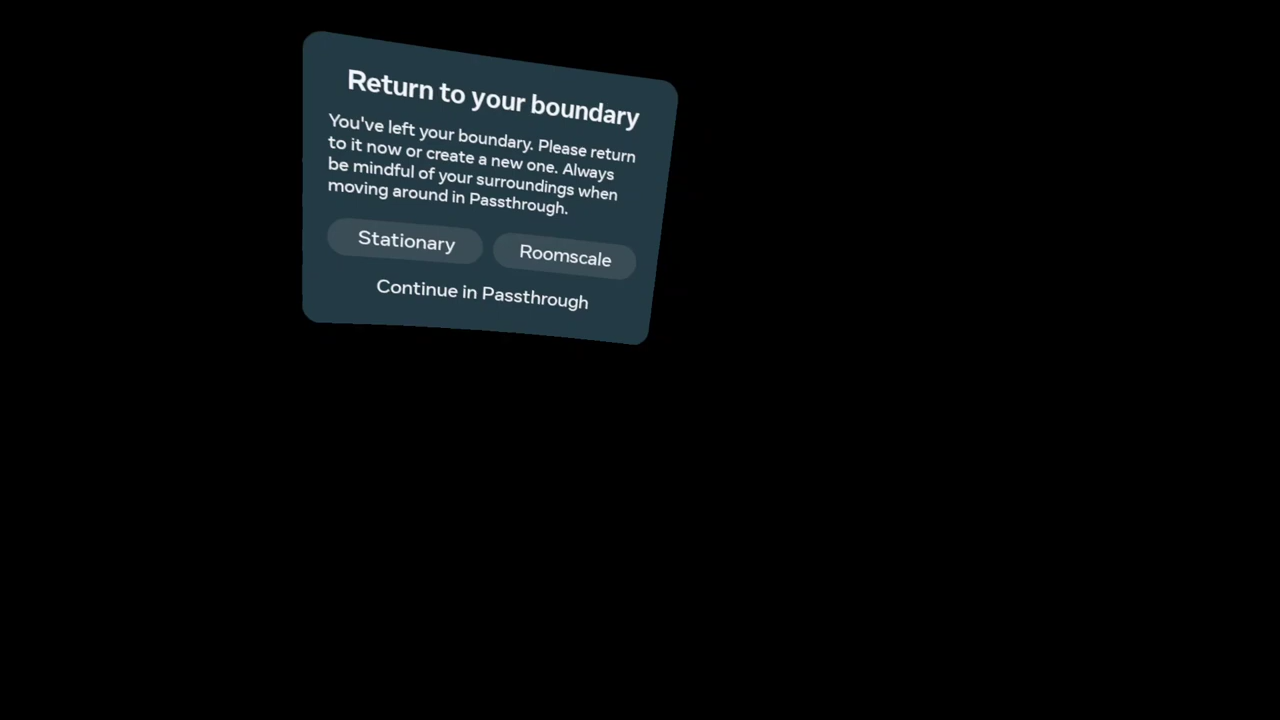 Return to your boundary
You've left your boundary. Please return
to it now or create a new one. Always
be mindful of your surroundings when
moving around in Passthrough.
Stationary
Roomscale
Continue in Passthrough